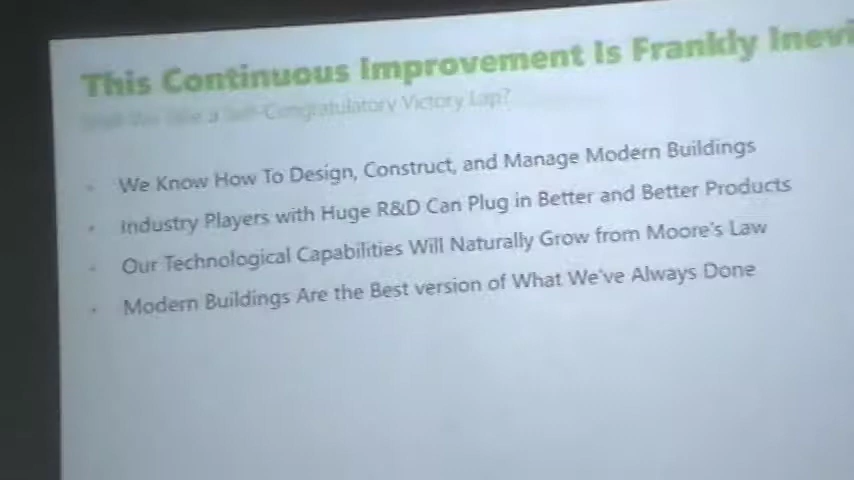 This Continuous Improvement Is Frankly Inevi
a Self-Congratulatory Victory Lap?
• We Know How To Design, Construct, and Manage Modern Buildings
• Industry Players with Huge R&D Can Plug in Better and Better Products
• Our Technological Capabilities Will Naturally Grow from Moore's Law
• Modern Buildings Are the Best version of What We've Always Done